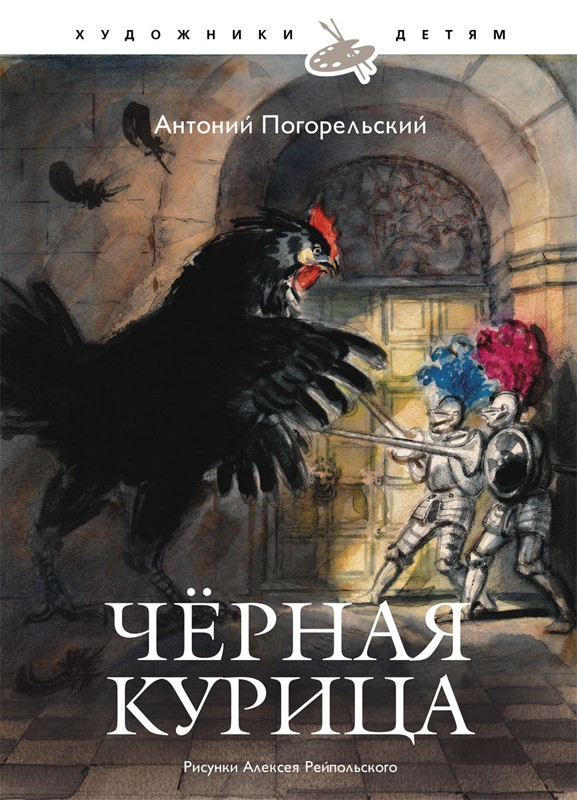 ХУДОЖНИКИ ДЕТЯМ
Антоний Погорельский
ЧЁРНАЯ
КУРИЦА
Рисунки Алексея Рейпольского